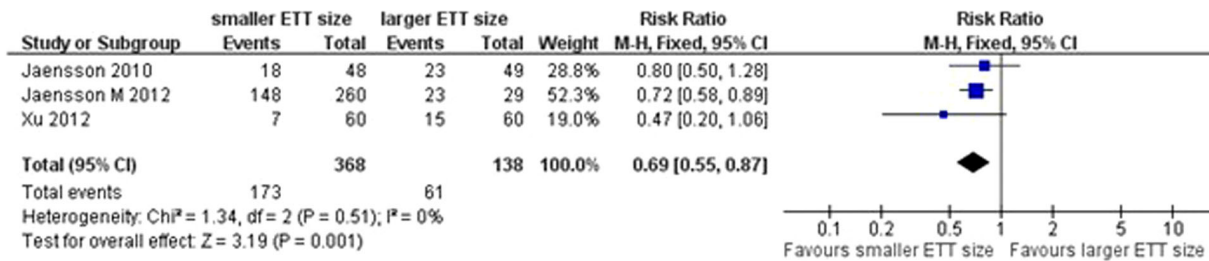 smaller ETT size larger ETT size Risk Ratio Risk Ratio
Study or Subgroup Events Total Events Total Weight M-H, Fixed, 95% CI M-H, Fixed, 95% CI
Jaensson 2010 18 48 23 49 28.8% 0.80 [0.50, 1.28]
Jaensson M 2012 148 260 23 29 52.3% 0.72 [0.58, 0.89]
Xu 2012 7 60 15 60 19.0% 0.47 [0.20, 1.06]
Total (95% CI) 368 138 100.0% 0.69 [0.55, 0.87]
Total events 173 61
Heterogeneity: Chi² = 1.34, df = 2 (P = 0.51); I² = 0%
Test for overall effect: Z = 3.19 (P = 0.001)
0.1 0.2 0.5 1 2 5 10
Favours smaller ETT size Favours larger ETT size